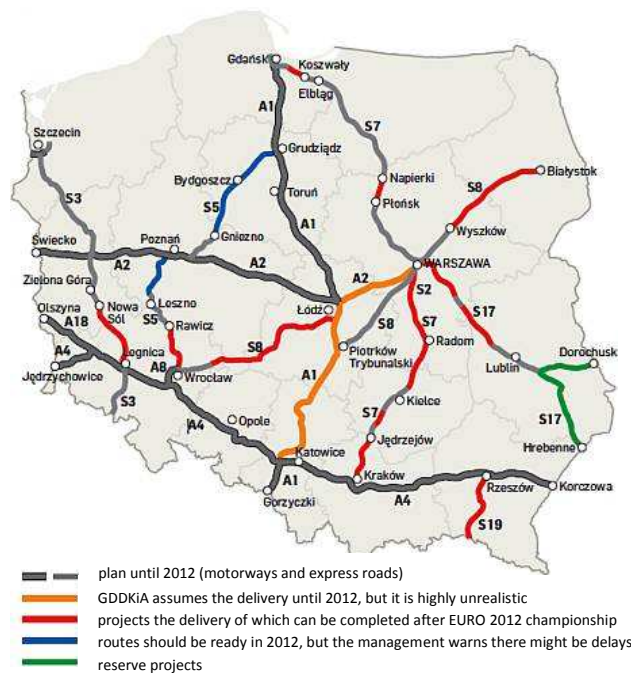 Gdańsk
Koszwały
Elbląg
A1
S7
Szczecin
Grudziądz
Bydgoszcz
Napierki
Białystok
S8
Toruń
Płońsk
S3
S5
Wyszków
A1
Gniezno
Świecko
Poznań
WARSZAWA
A2
A2
A2
S2
Zielona Góra
S17
Olszyna
Nowa Sól
Leszno
Łódź
S8
S7
A18
S5
Rawicz
Radom
Dorochusk
A4
S8
Piotrków Trybunalski
Lublin
Legnica
A8
Jędrzychowice
Wrocław
A1
S3
Kielce
S17
A4
Opole
S7
Jędrzejów
Hrebenne
Katowice
A1
Kraków
Rzeszów
Gorzyczki
A4
Korczowa
S19
plan until 2012 (motorways and express roads)
GDDKiA assumes the delivery until 2012, but it is highly unrealistic
projects the delivery of which can be completed after EURO 2012 championship
routes should be ready in 2012, but the management warns there might be delays
reserve projects